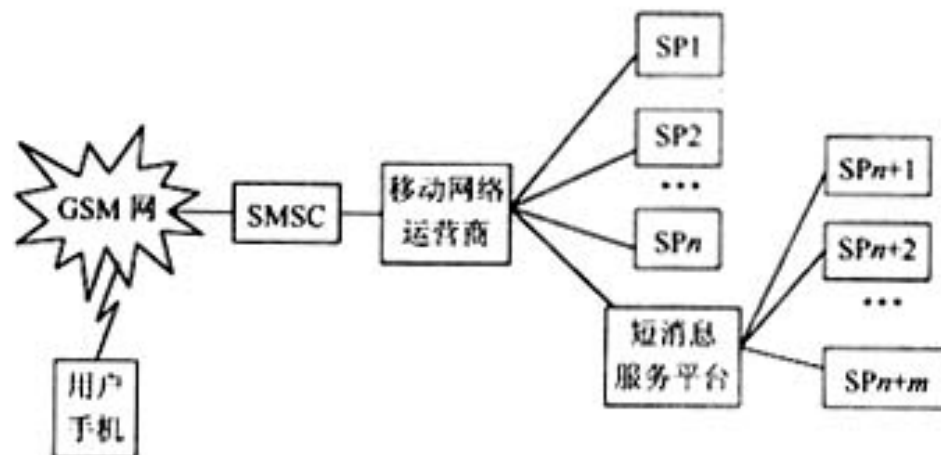 GSM 网
SMSC
移动网络
运营商
用户
手机
SP1
SP2
•••
SPn
短消息
服务平台
SPn+1
SPn+2
•••
SPn+m